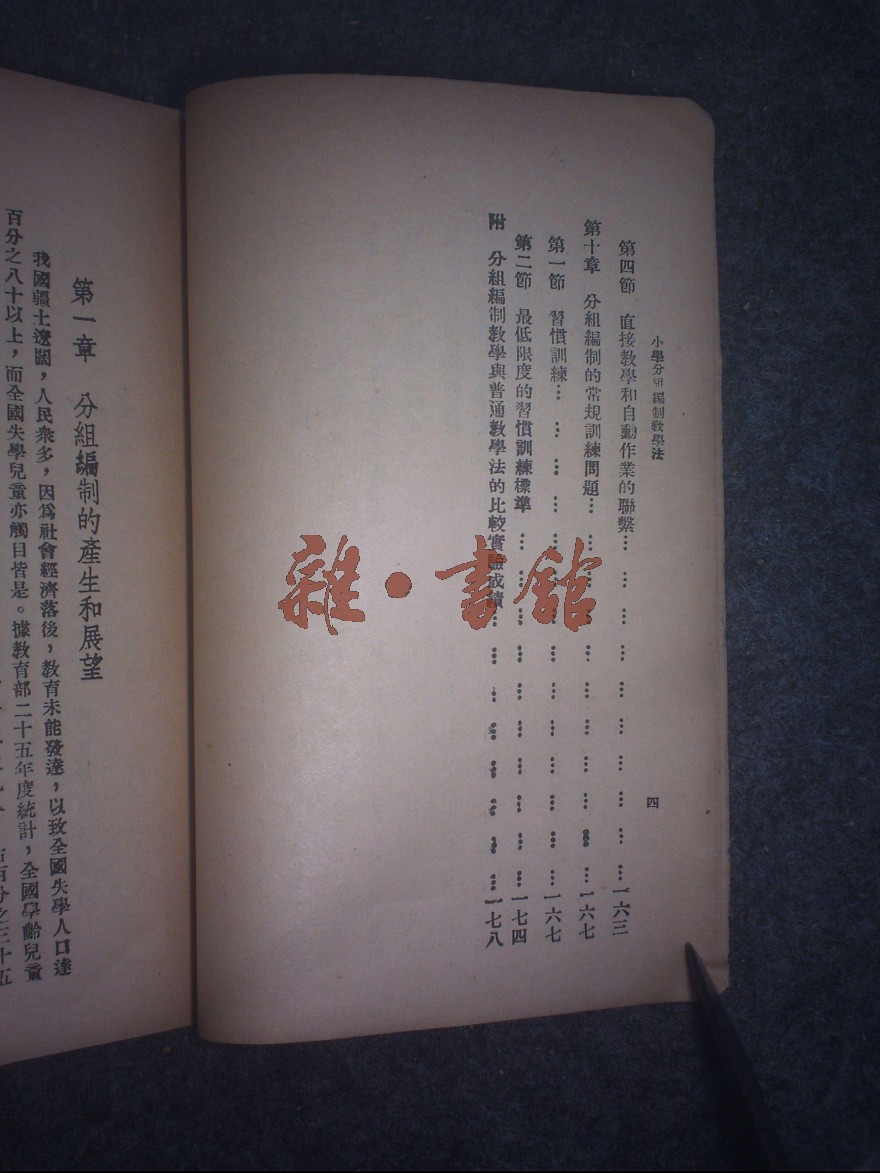 小學分組編制教學法
四
第四節 直接教學和自動作業的聯繫……一六三
第十章 分組編制的常規訓練問題……一六七
第一節 習慣訓練……一六七
第二節 最低限度的習慣訓練標準……一七四
附 分組編制教學與普通教學法的比較實驗成績……一七八
雜·書館
第一章 分組編制的產生和展望
我國疆土遼闊，人民衆多，因爲社會經濟落後，教育未能發達，以致全國失學人口達
百分之八十以上，而全國失學兒童亦觸目皆是。據教育部二十五年度統計，全國學齡兒童